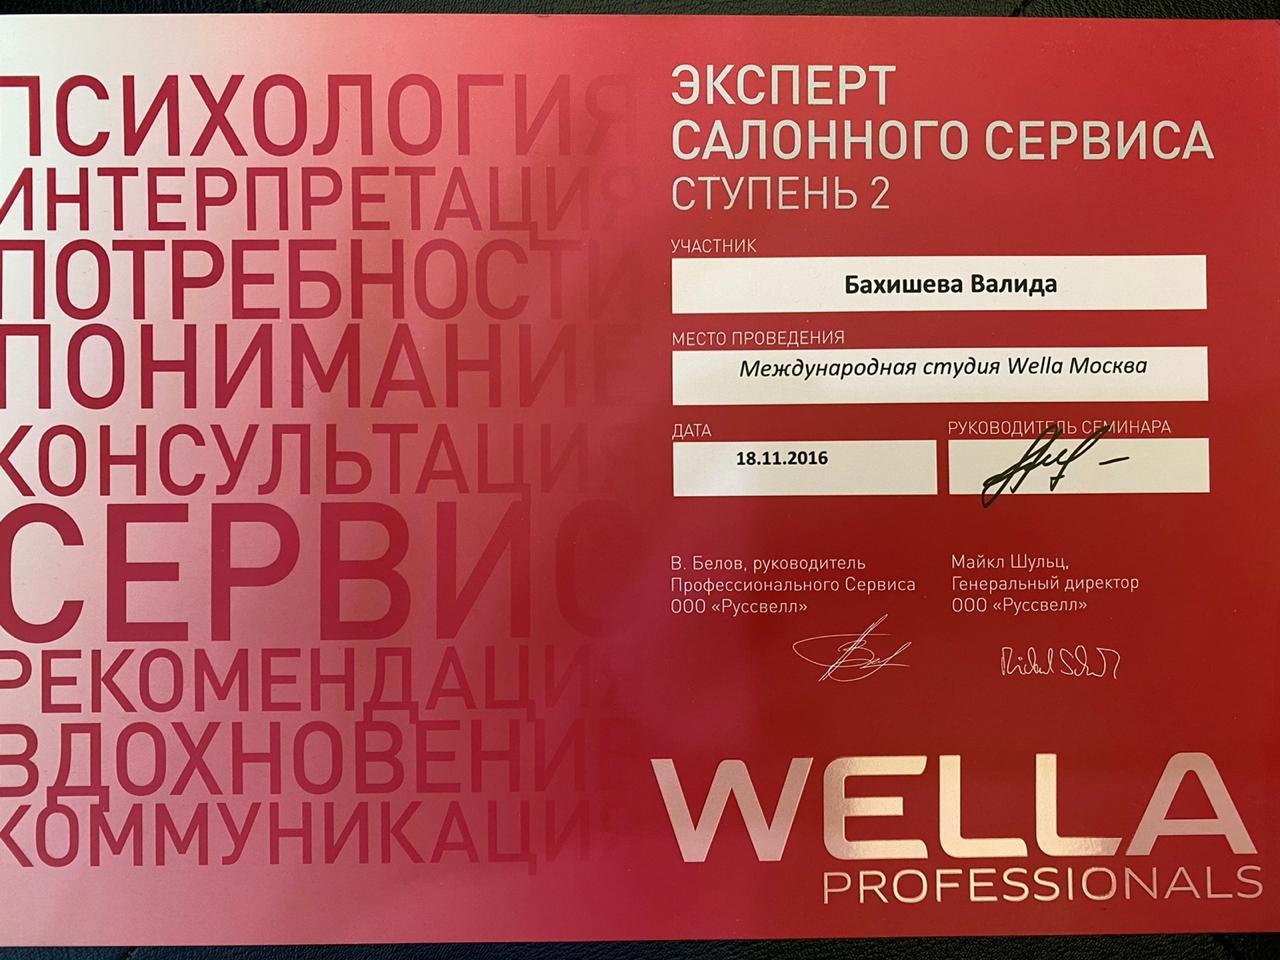 ПСИХОЛОГИЯ
ИНТЕРПРЕТАЦИЯ
ПОТРЕБНОСТИ
ПОНИМАНИЕ
КОНСУЛЬТАЦИЯ
СЕРВИС
РЕКОМЕНДАЦИЯ
ВДОХНОВЕНИЕ
КОММУНИКАЦИЯ
ЭКСПЕРТ
САЛОННОГО СЕРВИСА
СТУПЕНЬ 2
УЧАСТНИК
Бахишева Валида
МЕСТО ПРОВЕДЕНИЯ
Международная студия Wella Москва
ДАТА
18.11.2016
РУКОВОДИТЕЛЬ СЕМИНАРА
В. Белов, руководитель
Профессионального Сервиса
ООО «Руссвелл»
Майкл Шульц,
Генеральный директор
ООО «Руссвелл»
WELLA
PROFESSIONALS